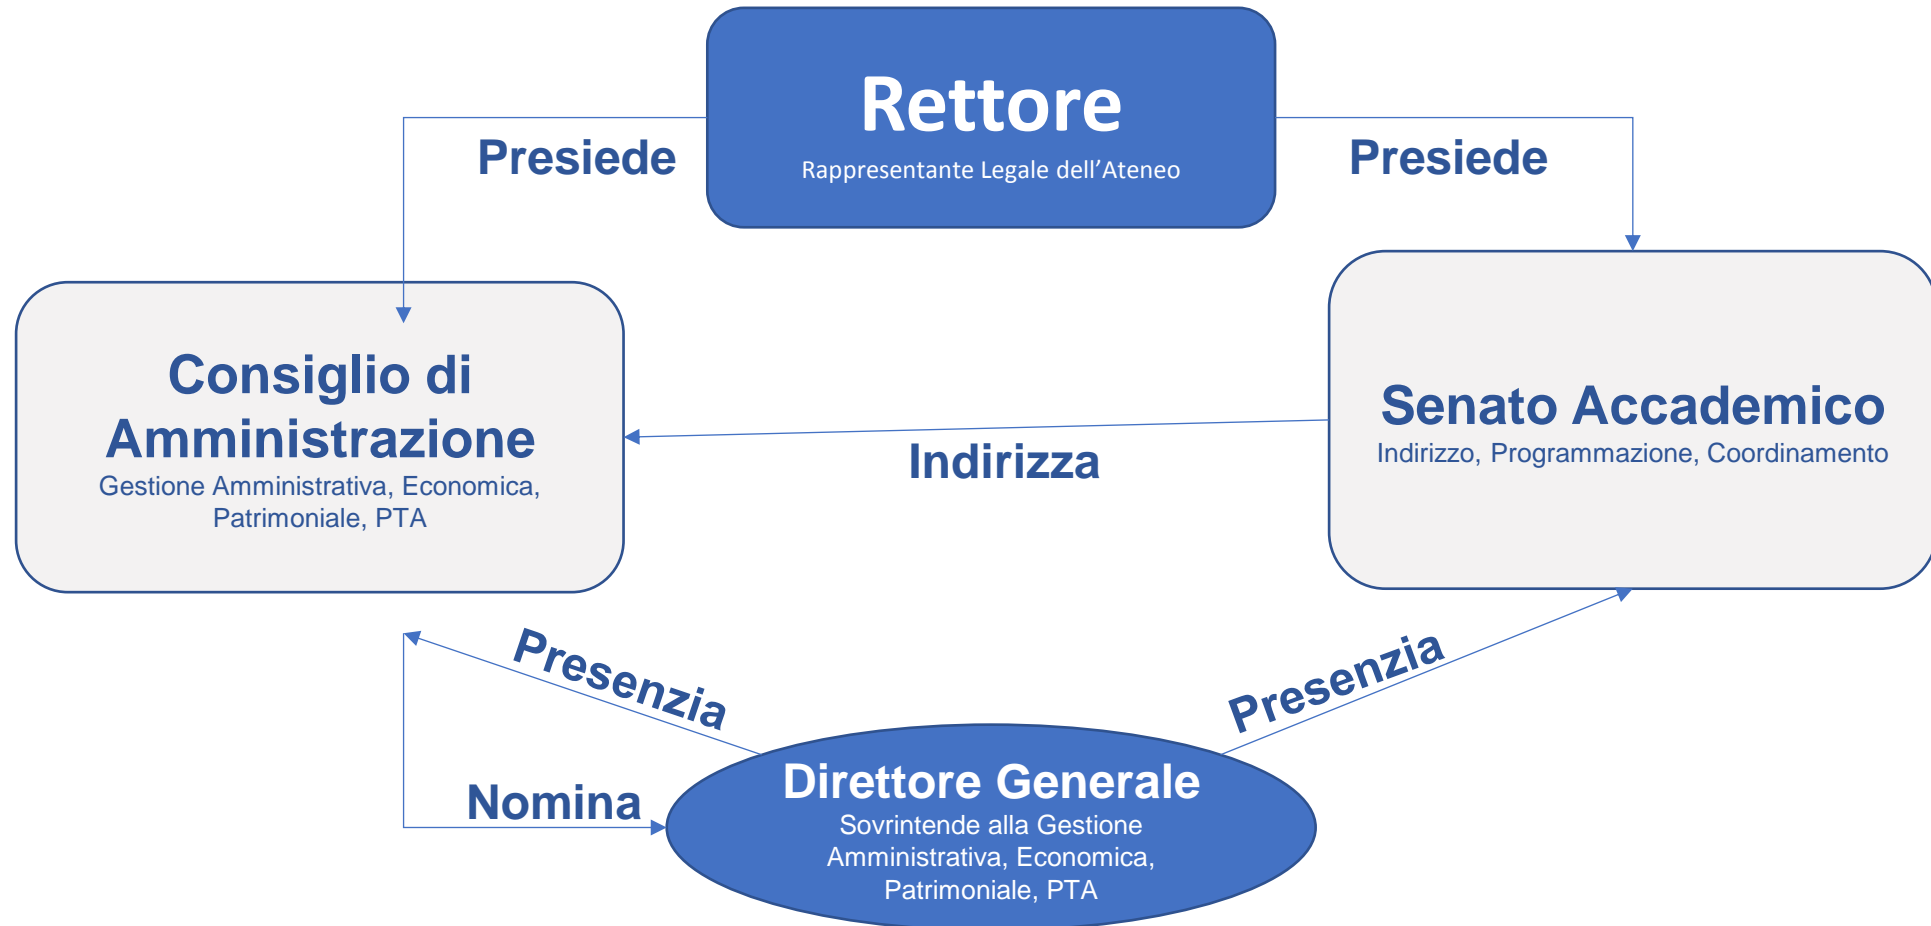 Rettore
Rappresentante Legale dell’Ateneo
Presiede
Presiede
Consiglio di
Amministrazione
Gestione Amministrativa, Economica,
Patrimoniale, PTA
Senato Accademico
Indirizzo, Programmazione, Coordinamento
Indirizza
Presenzia
Presenzia
Nomina
Direttore Generale
Sovrintende alla Gestione
Amministrativa, Economica,
Patrimoniale, PTA